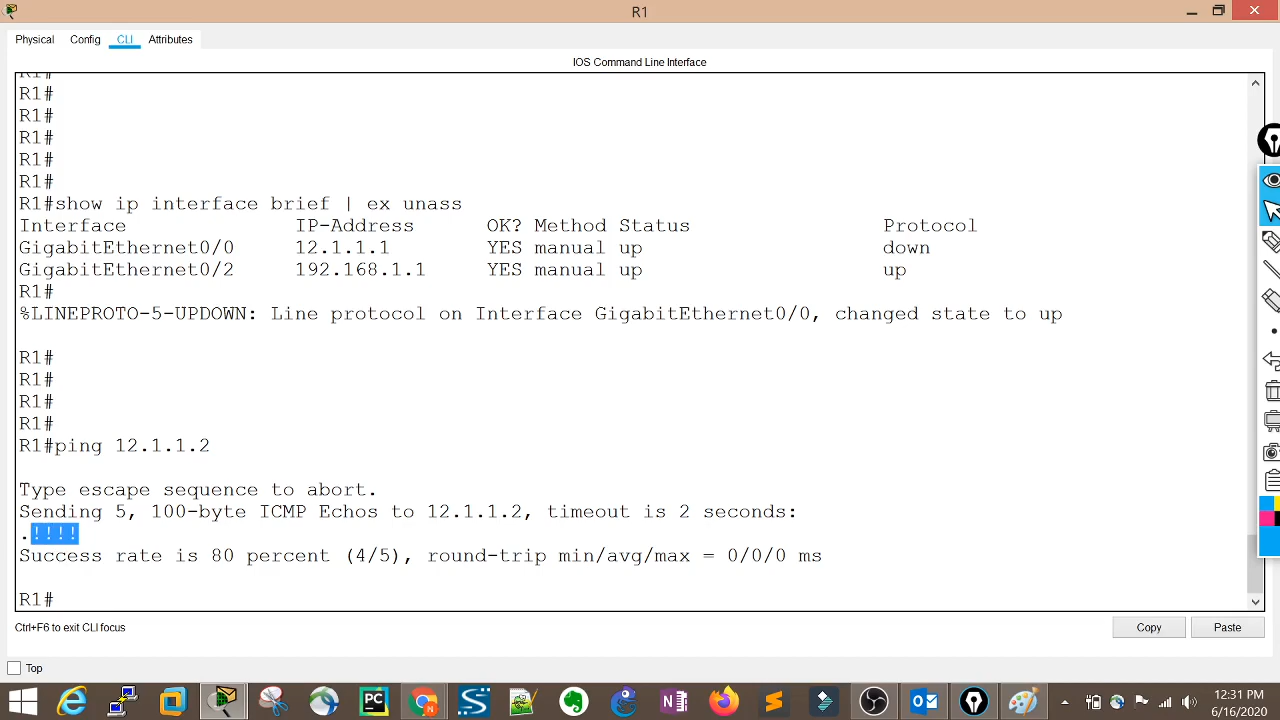 R1
Physical Config CLI Attributes
IOS Command Line Interface
R1#
R1#
R1#
R1#
R1#
R1#
R1#show ip interface brief | ex unass
Interface IP-Address OK? Method Status Protocol
GigabitEthernet0/0 12.1.1.1 YES manual up down
GigabitEthernet0/2 192.168.1.1 YES manual up up
R1#
%LINEPROTO-5-UPDOWN: Line protocol on Interface GigabitEthernet0/0, changed state to up
R1#
R1#
R1#
R1#
R1#ping 12.1.1.2
Type escape sequence to abort.
Sending 5, 100-byte ICMP Echos to 12.1.1.2, timeout is 2 seconds:
.!!!!
Success rate is 80 percent (4/5), round-trip min/avg/max = 0/0/0 ms
R1#
Ctrl+F6 to exit CLI focus
Copy Paste
Top
12:31 PM
6/16/2020